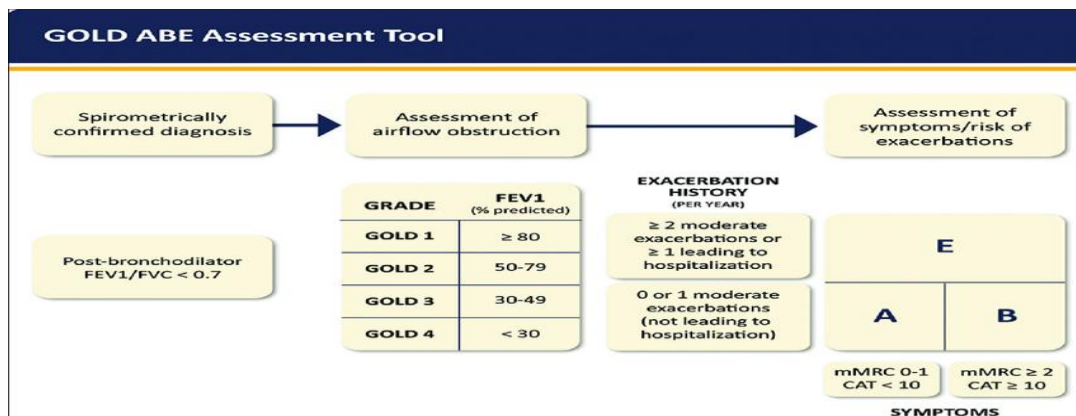 GOLD ABE Assessment Tool
Spirometrically
confirmed diagnosis
Assessment of
airflow obstruction
Assessment of
symptoms/risk of
exacerbations
Post-bronchodilator
FEV1/FVC < 0.7
GRADE
FEV1
(% predicted)
GOLD 1
≥ 80
GOLD 2
50-79
GOLD 3
30-49
GOLD 4
< 30
EXACERBATION
HISTORY
(PER YEAR)
≥ 2 moderate
exacerbations or
≥ 1 leading to
hospitalization
0 or 1 moderate
exacerbations
(not leading to
hospitalization)
E
A
B
mMRC 0-1
CAT < 10
mMRC ≥ 2
CAT ≥ 10
SYMPTOMS